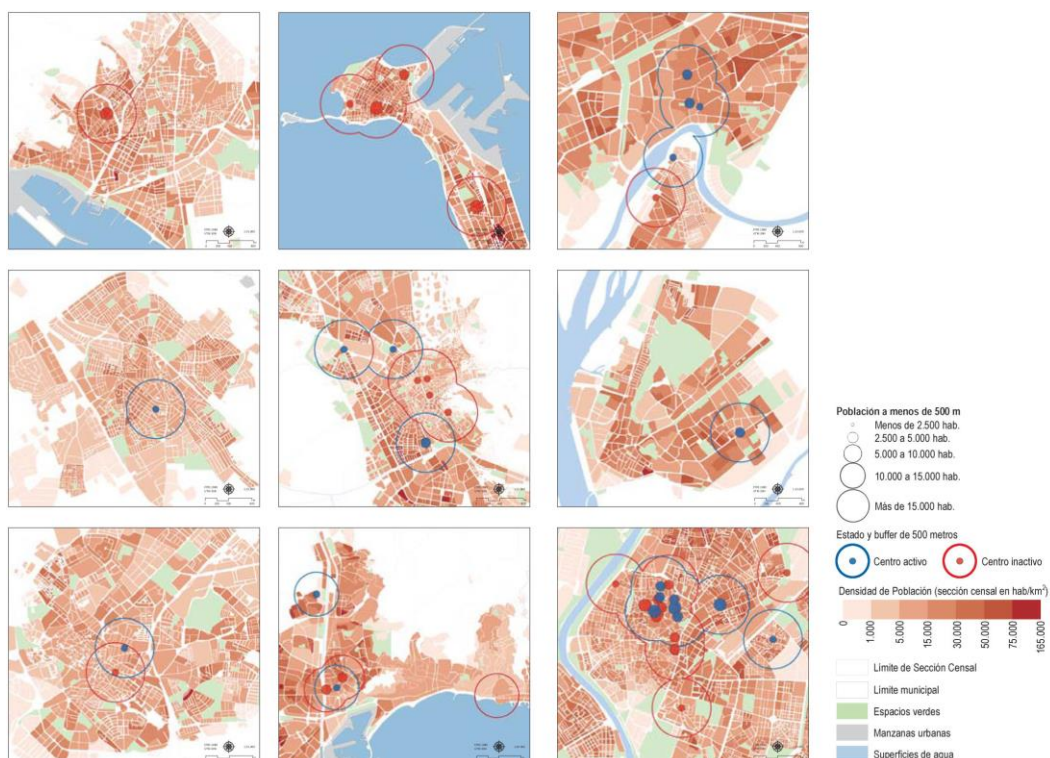 Población a menos de 500 m
Menos de 2.500 hab.
2.500 a 5.000 hab.
5.000 a 10.000 hab.
10.000 a 15.000 hab.
Más de 15.000 hab.
Estado y buffer de 500 metros
Centro activo
Centro inactivo
Densidad de Población (sección censal en hab/km²)
0
1.000
5.000
15.000
30.000
50.000
75.000
165.000
Límite de Sección Censal
Límite municipal
Espacios verdes
Manzanas urbanas
Superficies de agua